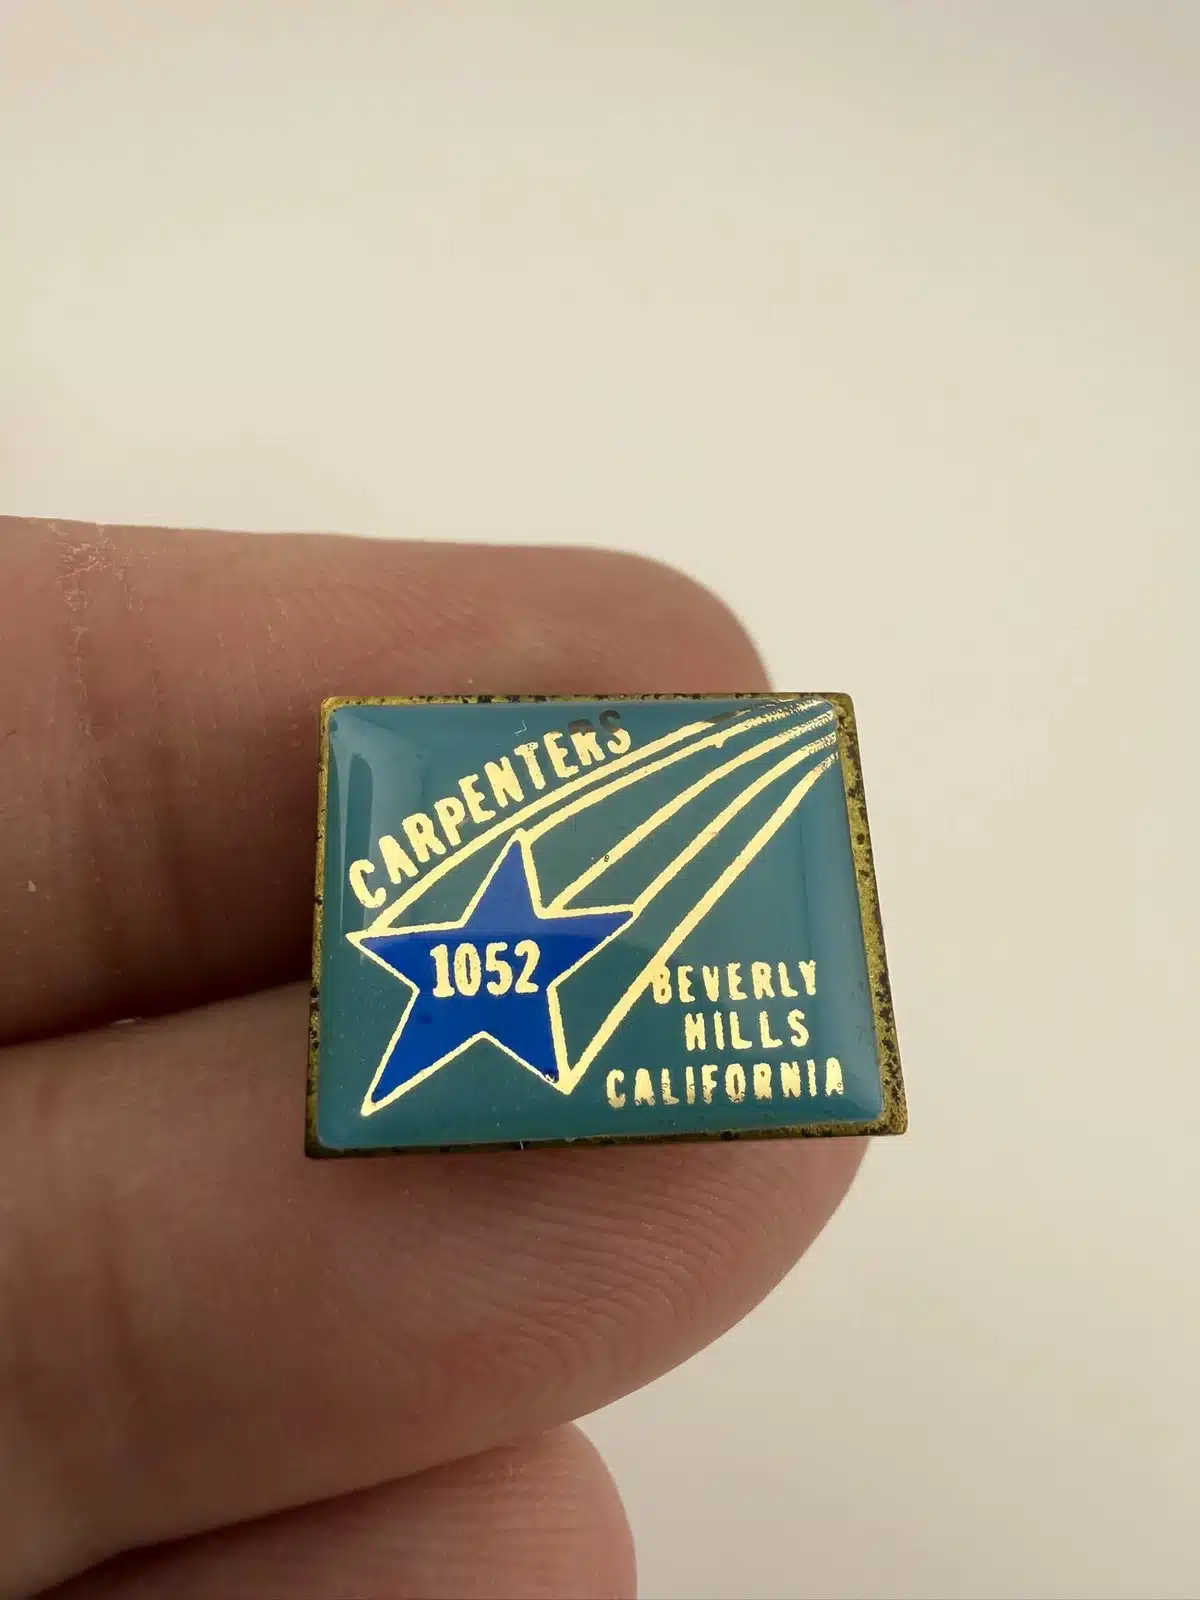 CARPENTERS
1052
BEVERLY
HILLS
CALIFORNIA